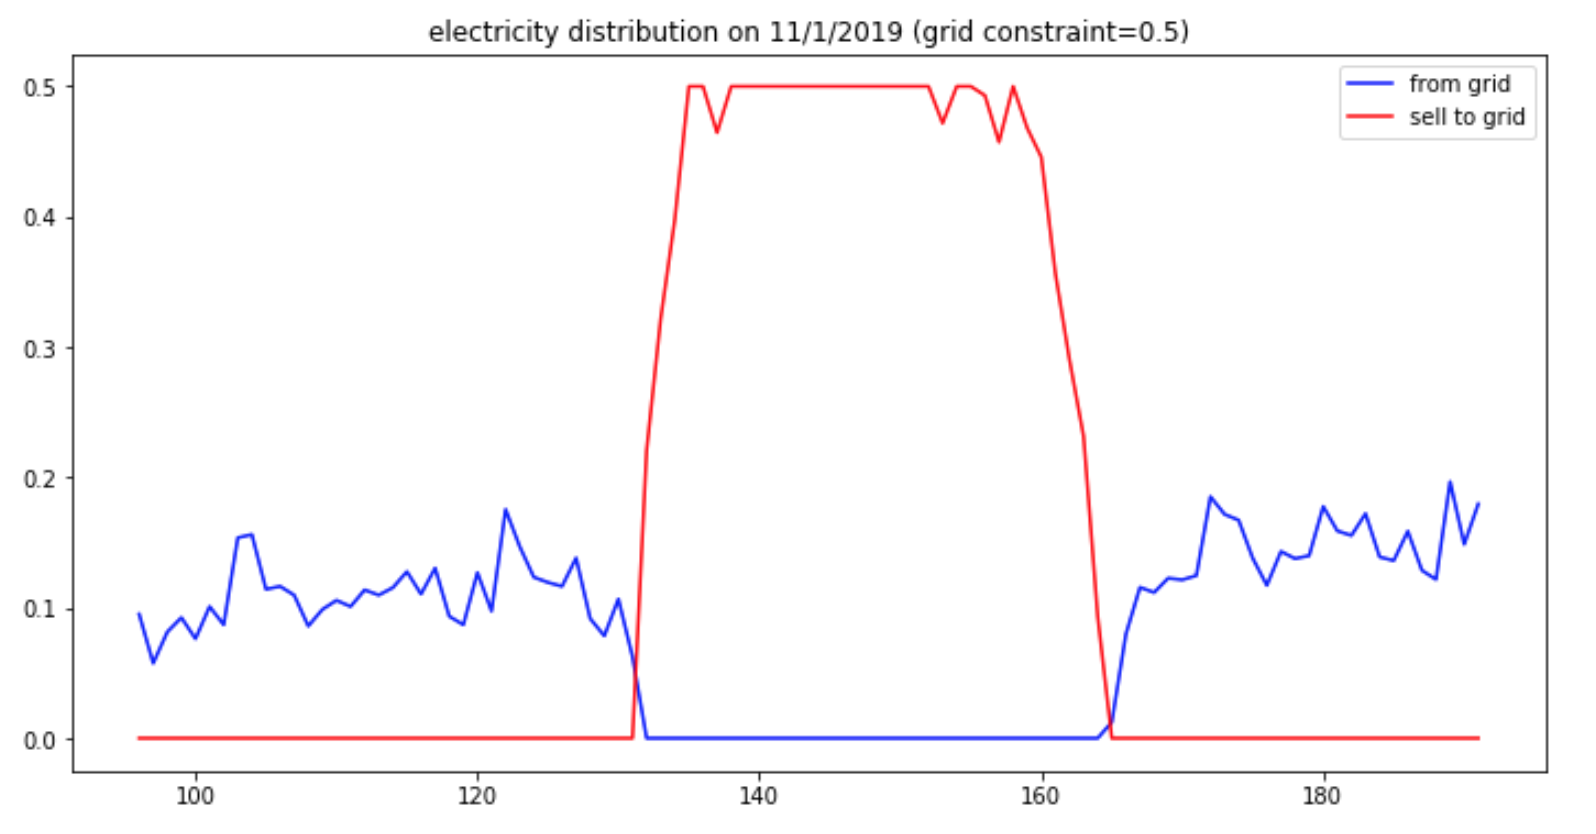 electricity distribution on 11/1/2019 (grid constraint=0.5)
from grid
sell to grid
0.5
0.4
0.3
0.2
0.1
0.0
100 120 140 160 180